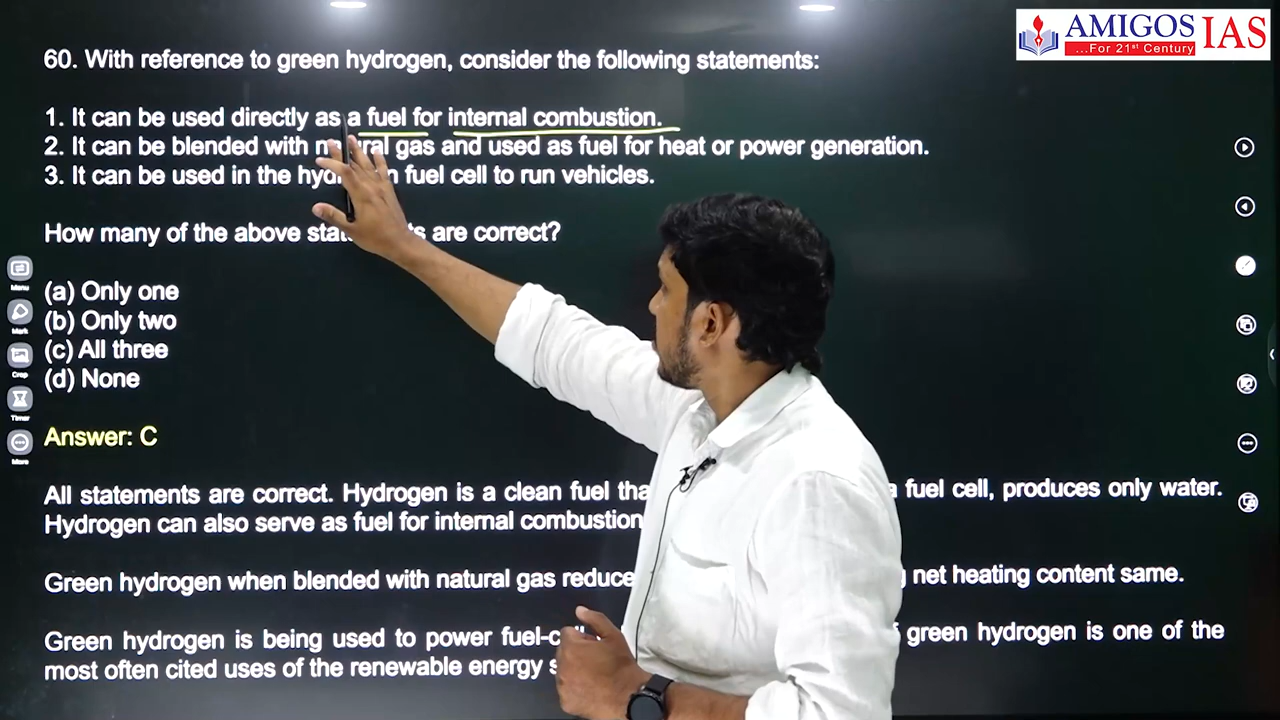 AMIGOS IAS
...For 21st Century
60. With reference to green hydrogen, consider the following statements:
1. It can be used directly as a fuel for internal combustion.
2. It can be blended with natural gas and used as fuel for heat or power generation.
3. It can be used in the fuel cell to run vehicles.
How many of the above are correct?
(a) Only one
(b) Only two
(c) All three
(d) None
Answer: C
All statements are correct. Hydrogen is a clean fuel fuel cell, produces only water.
Hydrogen can also serve as fuel for internal combustion
Green hydrogen when blended with natural gas net heating content same.
Green hydrogen is being used to power green hydrogen is one of the
most often cited uses of the renewable energy
Menu
Mark
Crop
Timer
More